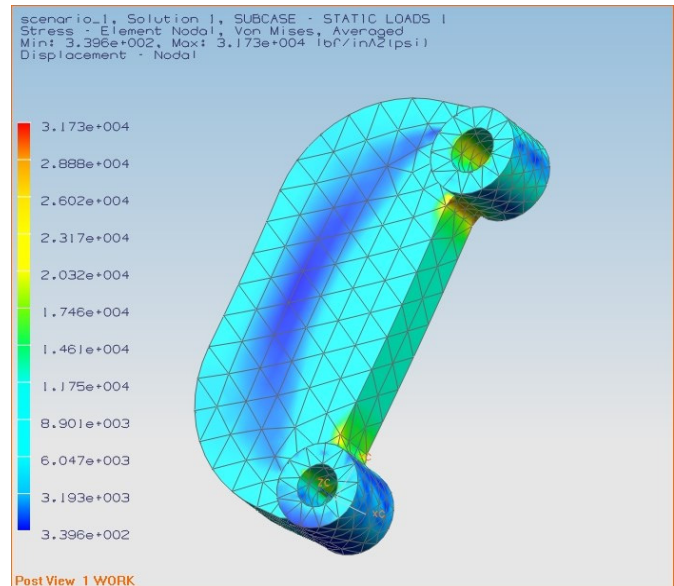 scenario_1, Solution 1, SUBCASE - STATIC LOADS 1
Stress - Element Nodal, Von Mises, Averaged
Min: 3.396e+002, Max: 3.173e+004 lbf/in^2(psi)
Displacement - Nodal
3.173e+004
2.888e+004
2.602e+004
2.317e+004
2.032e+004
1.746e+004
1.461e+004
1.175e+004
8.901e+003
6.047e+003
3.193e+003
3.396e+002
ZC
XC
Post View 1 WORK